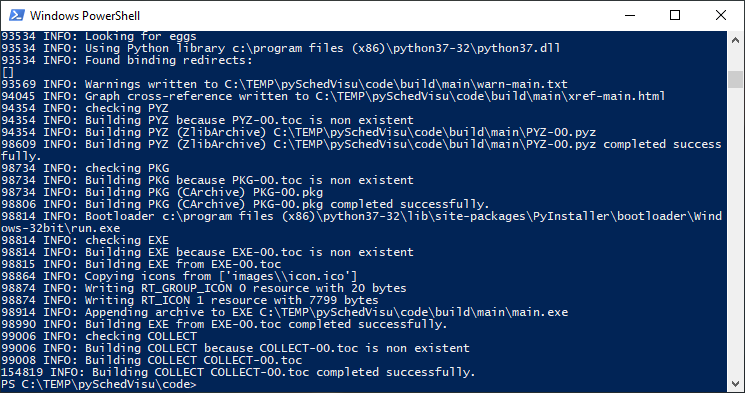 Windows PowerShell
93534 INFO: Looking for eggs
93534 INFO: Using Python library c:\program files (x86)\python37-32\python37.dll
93534 INFO: Found binding redirects:
[]
93569 INFO: Warnings written to C:\TEMP\pySchedVisu\code\build\main\warn-main.txt
94045 INFO: Graph cross-reference written to C:\TEMP\pySchedVisu\code\build\main\xref-main.html
94354 INFO: checking PYZ
94354 INFO: Building PYZ because PYZ-00.toc is non existent
94354 INFO: Building PYZ (ZlibArchive) C:\TEMP\pySchedVisu\code\build\main\PYZ-00.pyz
98609 INFO: Building PYZ (ZlibArchive) C:\TEMP\pySchedVisu\code\build\main\PYZ-00.pyz completed success
fully.
98734 INFO: checking PKG
98734 INFO: Building PKG because PKG-00.toc is non existent
98734 INFO: Building PKG (CArchive) PKG-00.pkg
98806 INFO: Building PKG (CArchive) PKG-00.pkg completed successfully.
98814 INFO: Bootloader c:\program files (x86)\python37-32\lib\site-packages\PyInstaller\bootloader\Wind
ows-32bit\run.exe
98814 INFO: checking EXE
98814 INFO: Building EXE because EXE-00.toc is non existent
98815 INFO: Building EXE from EXE-00.toc
98864 INFO: Copying icons from ['images\\icon.ico']
98874 INFO: Writing RT_GROUP_ICON 0 resource with 20 bytes
98874 INFO: Writing RT_ICON 1 resource with 7799 bytes
98914 INFO: Appending archive to EXE C:\TEMP\pySchedVisu\code\build\main\main.exe
98990 INFO: Building EXE from EXE-00.toc completed successfully.
99006 INFO: checking COLLECT
99006 INFO: Building COLLECT because COLLECT-00.toc is non existent
99008 INFO: Building COLLECT COLLECT-00.toc
154819 INFO: Building COLLECT COLLECT-00.toc completed successfully.
PS C:\TEMP\pySchedVisu\code>